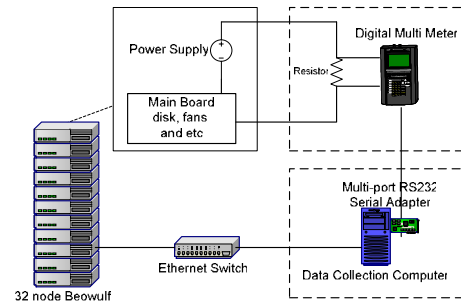 Power Supply
+
−
Main Board
disk, fans
and etc
Resistor
Digital Multi Meter
Multi-port RS232
Serial Adapter
Data Collection Computer
Ethernet Switch
32 node Beowulf